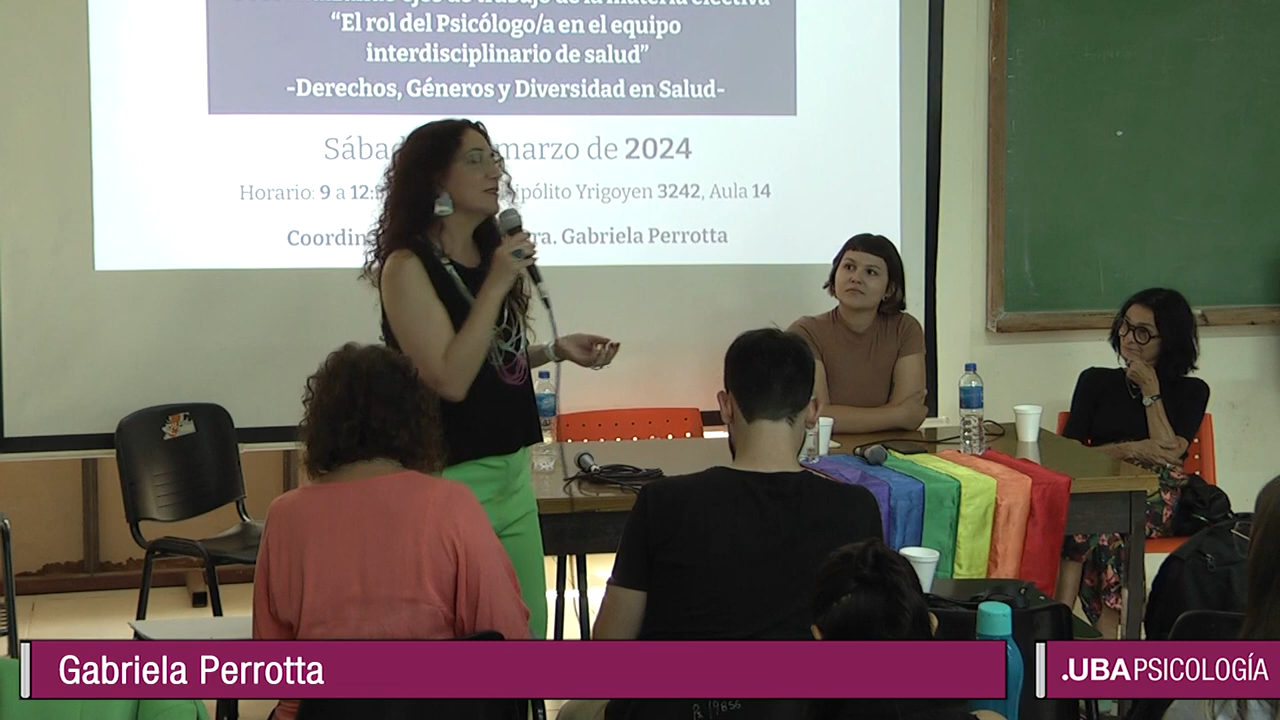 “El rol del Psicólogo/a en el equipo
interdisciplinario de salud”
-Derechos, Géneros y Diversidad en Salud-
marzo de 2024
Horario: 9 a Hipólito Yrigoyen 3242, Aula 14
Gabriela Perrotta
Gabriela Perrotta
.UBAPSICOLOGÍA